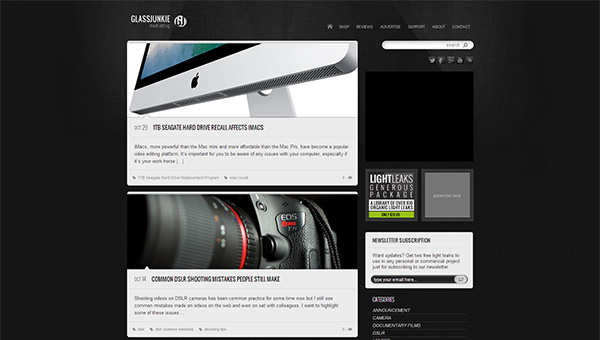 GLASSJUNKIE
SHOP REVIEWS ADVERTISE SUPPORT ABOUT CONTACT
search
OCT 29 1TB SEAGATE HARD DRIVE RECALL AFFECTS IMACS
iMacs, more powerful than the Mac mini and more affordable than the Mac Pro, have become a popular
video editing platform. It's important for you to be aware of any issues with your computer, especially if
it's your work horse [...]
1TB Seagate Hard Drive Replacement Program imac recall
LIGHTLEAKS
GENEROUS
PACKAGE
A LIBRARY OF OVER 100
ORGANIC LIGHT LEAKS
advertise here
EOS
OCT 14 COMMON DSLR SHOOTING MISTAKES PEOPLE STILL MAKE
Shooting videos on DSLR cameras has been common practice for some time now but I still see
common mistakes made on videos on the web and even on set with colleagues. I want to highlight
some of these issues...
dslr dslr common mistakes shooting tips
NEWSLETTER SUBSCRIPTION
Want updates? Get two free light leaks to
use in any personal or commercial project
just for subscribing to our newsletter.
type your email here...
CATEGORIES
ANNOUNCEMENT
CAMERA
DOCUMENTARY FILMS
DSLR